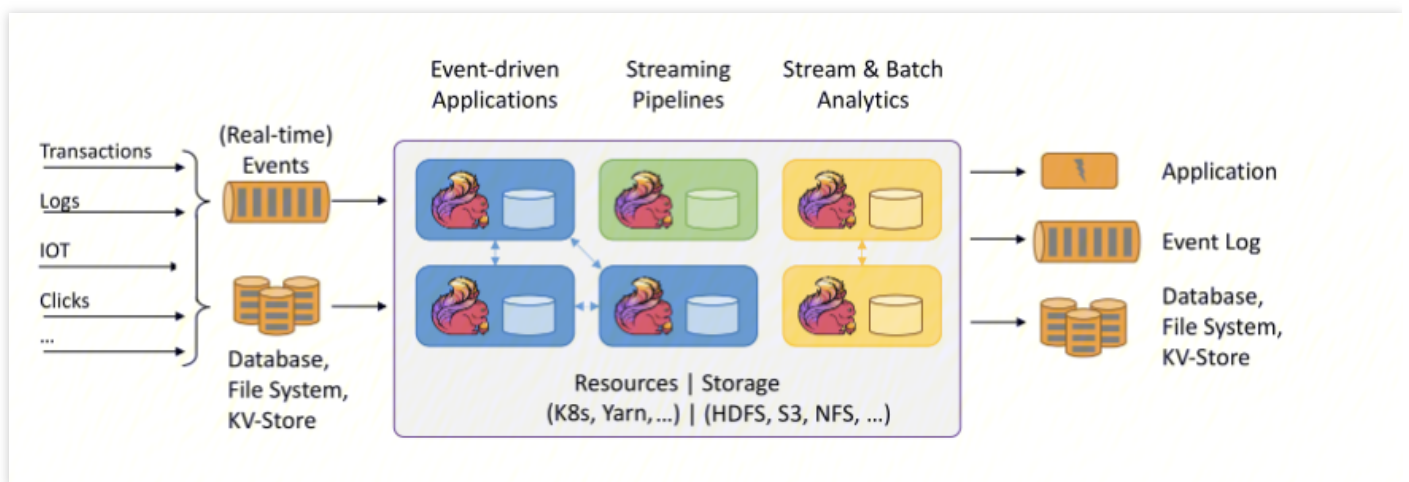 Event-driven
Applications
Streaming
Pipelines
Stream & Batch
Analytics
Transactions
Logs
IOT
Clicks
...
(Real-time)
Events
Database,
File System,
KV-Store
Resources | Storage
(K8s, Yarn, ...) | (HDFS, S3, NFS, ...)
Application
Event Log
Database,
File System,
KV-Store